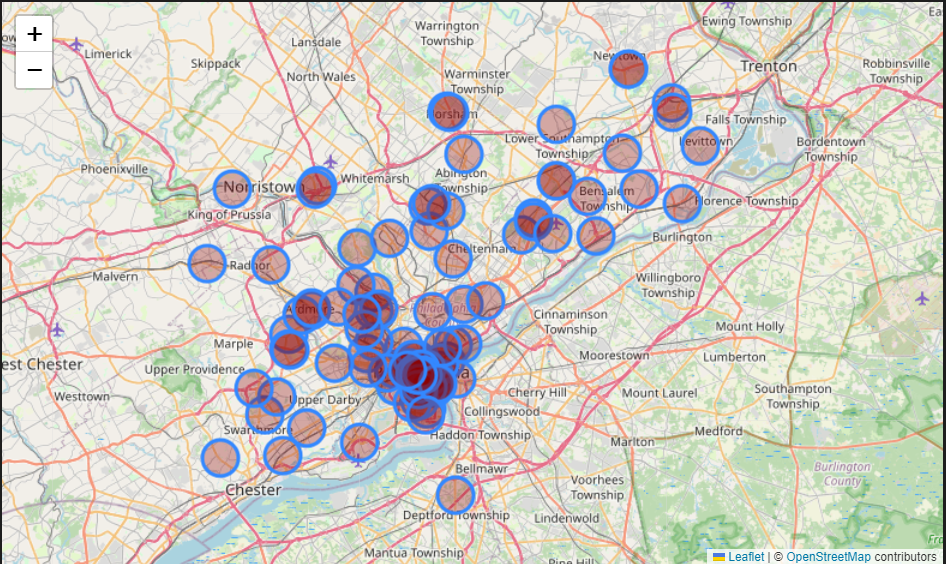 Warrington
Township
Ewing Township
Limerick
Lansdale
Skippack
North Wales
Newtown
Trenton
Robbinsville
Township
Warminster
Township
Horsham
Falls Township
Lower Southampton
Township
Levittown
Bordentown
Township
Phoenixville
Abington
Township
Norristown
Whitemarsh
Bensalem
Township
Florence Township
King of Prussia
Burlington
Cheltenham
Radnor
Malvern
Willingboro
Township
Ardmore
Cinnaminson
Township
Mount Holly
Marple
Moorestown
Lumberton
est Chester
Upper Providence
Westtown
Cherry Hill
Mount Laurel
Southampton
Township
Upper Darby
Collingswood
Swarthmore
Haddon Township
Marlton
Medford
Bellmawr
Burlington
County
Chester
Voorhees
Township
Deptford Township
Lindenwold
Mantua Township
Pine Hill
+
−
Leaflet | © OpenStreetMap contributors